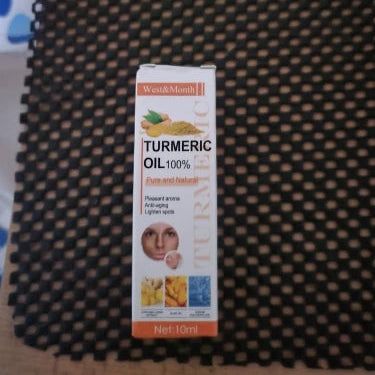 West&Month
TURMERIC
OIL100%
Pure and Natural
TURMERIC
Pleasant aroma
Anti-aging
Lighten spots
Net:10ml